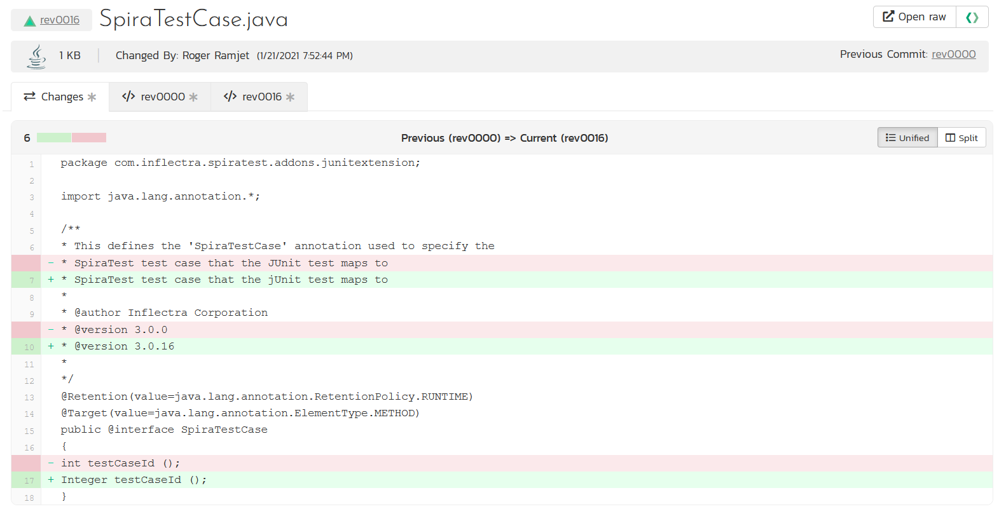 rev0016 SpiraTestCase.java Open raw
1 KB Changed By: Roger Ramjet (1/21/2021 7:52:44 PM) Previous Commit: rev0000
Changes * </> rev0000 * </> rev0016 *
6 Previous (rev0000) => Current (rev0016) Unified Split
1 package com.inflectra.spiratest.addons.junitextension;
2
3 import java.lang.annotation.*;
4
5 /**
6 * This defines the 'SpiraTestCase' annotation used to specify the
- * SpiraTest test case that the JUnit test maps to
7 + * SpiraTest test case that the jUnit test maps to
8 *
9 * @author Inflectra Corporation
- * @version 3.0.0
10 + * @version 3.0.16
11 *
12 */
13 @Retention(value=java.lang.annotation.RetentionPolicy.RUNTIME)
14 @Target(value=java.lang.annotation.ElementType.METHOD)
15 public @interface SpiraTestCase
16 {
- int testCaseId ();
17 + Integer testCaseId ();
18 }